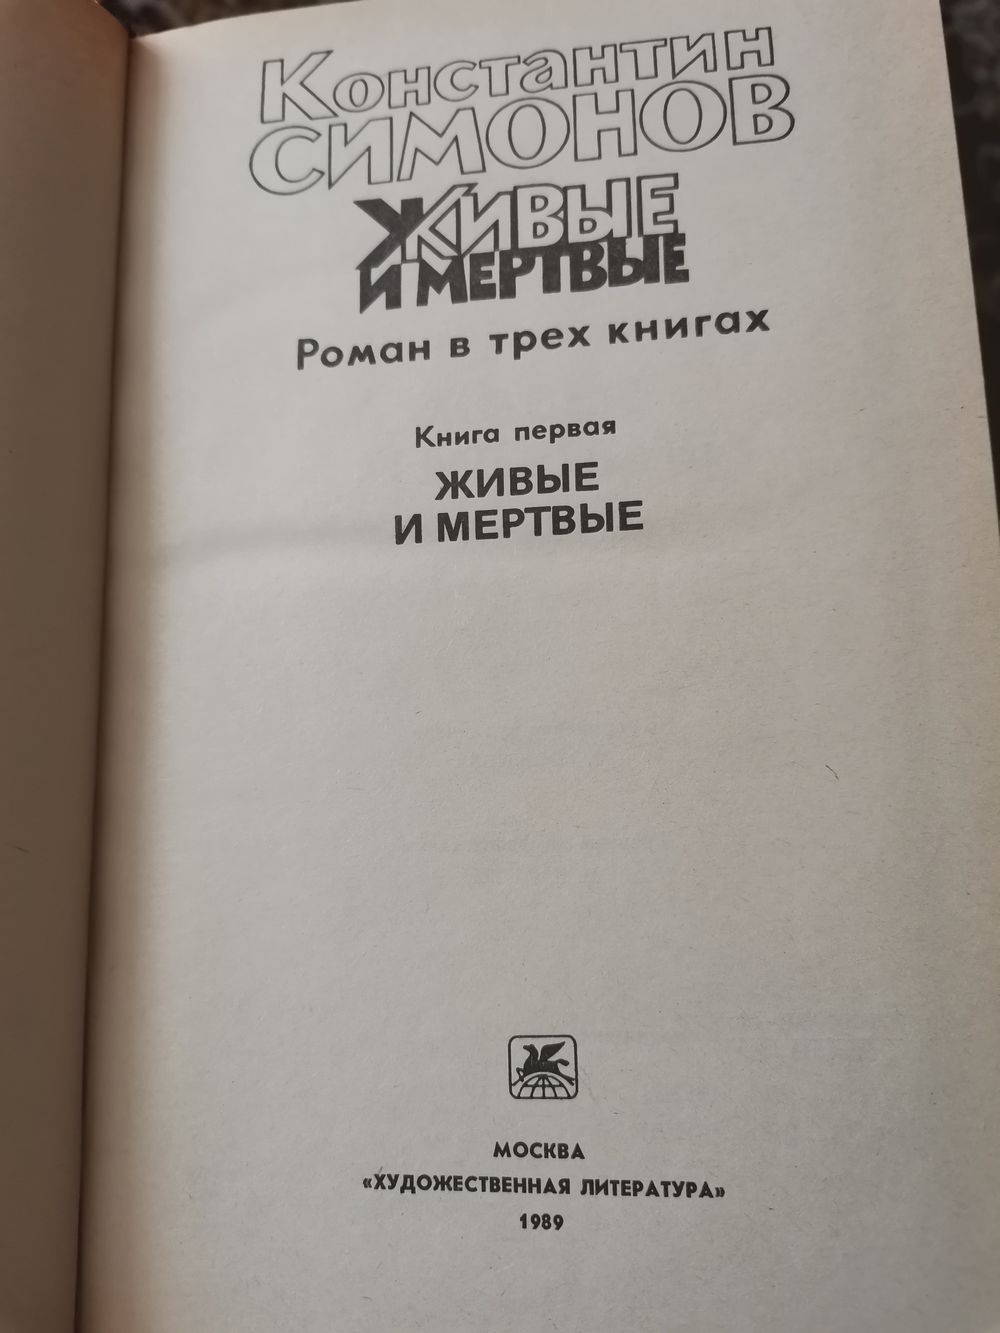 Константин
СИМОНОВ
ЖИВЫЕ
И МЕРТВЫЕ
Роман в трех книгах
Книга первая
ЖИВЫЕ
И МЕРТВЫЕ
МОСКВА
«ХУДОЖЕСТВЕННАЯ ЛИТЕРАТУРА»
1989